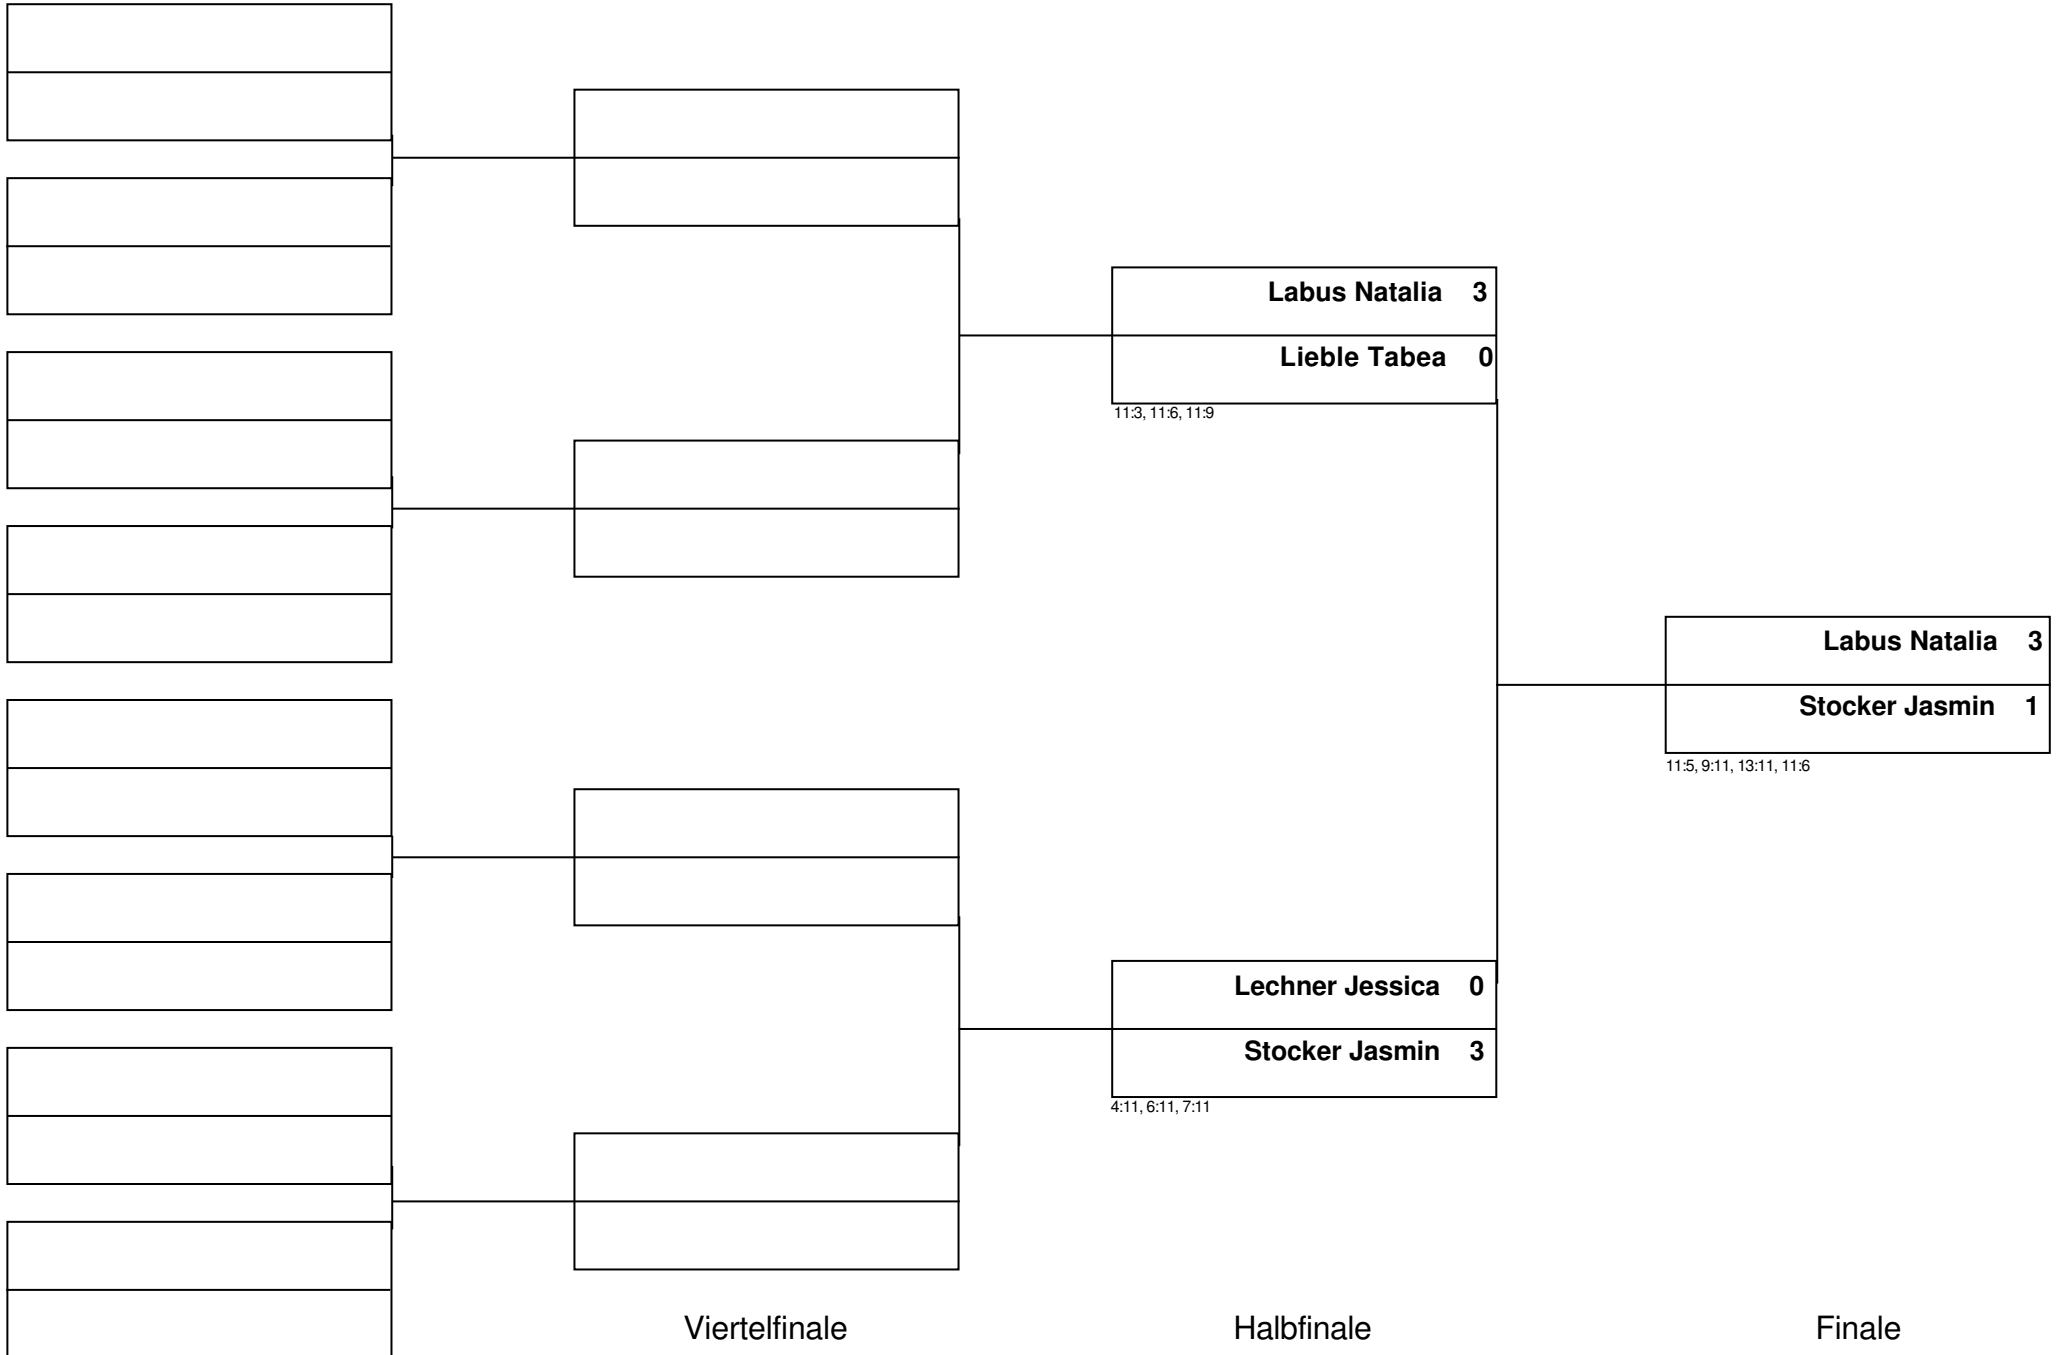 Labus Natalia 3
Lieble Tabea 0
11:3, 11:6, 11:9
Labus Natalia 3
Stocker Jasmin 1
11:5, 9:11, 13:11, 11:6
Lechner Jessica 0
Stocker Jasmin 3
4:11, 6:11, 7:11
Viertelfinale Halbfinale Finale